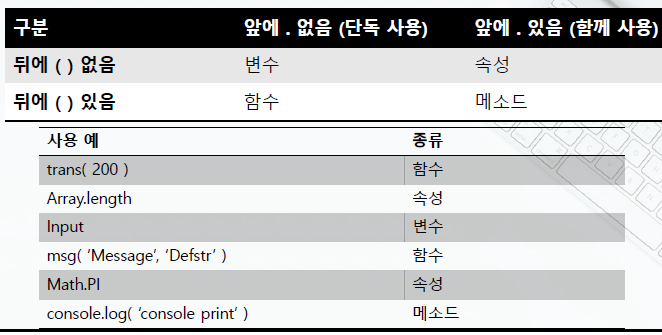 구분 앞에 . 없음 (단독 사용) 앞에 . 있음 (함께 사용)
뒤에 ( ) 없음 변수 속성
뒤에 ( ) 있음 함수 메소드
사용 예 종류
trans( 200 ) 함수
Array.length 속성
Input 변수
msg( ‘Message’, ‘Defstr’ ) 함수
Math.PI 속성
console.log( ‘console print’ ) 메소드